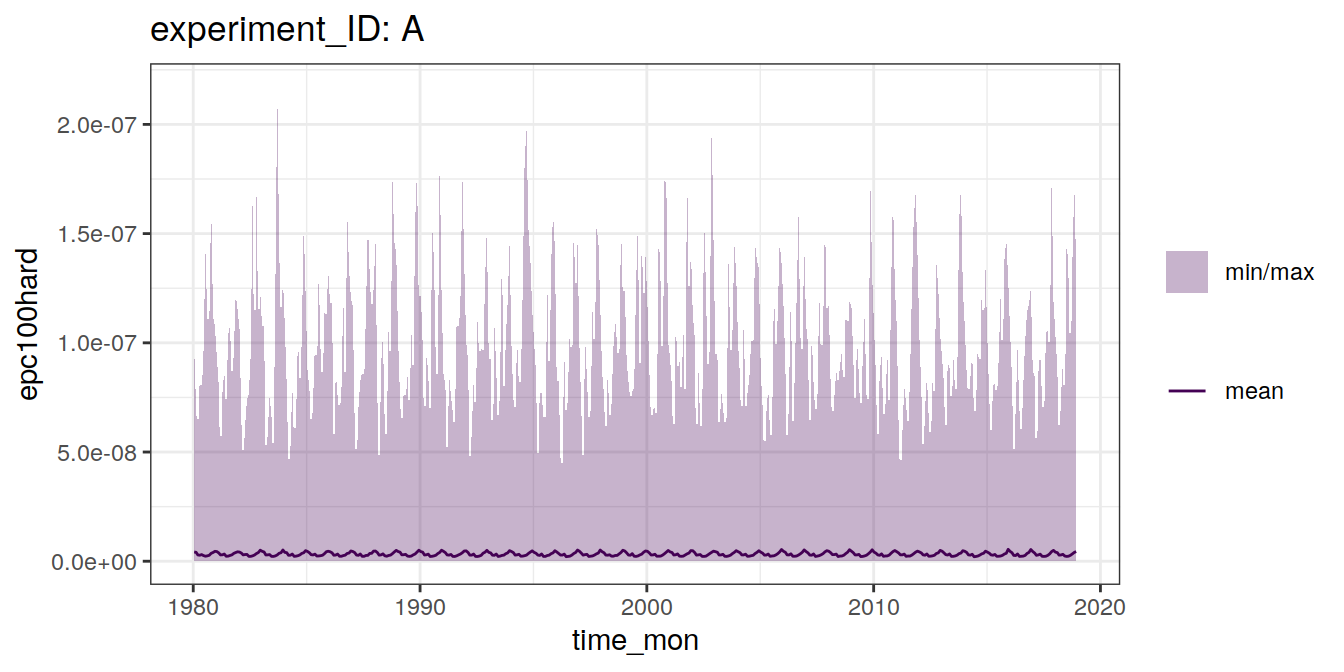 experiment_ID: A
epc100hard
2.0e-07
1.5e-07
1.0e-07
5.0e-08
0.0e+00
1980 1990 2000 2010 2020
time_mon
min/max
mean